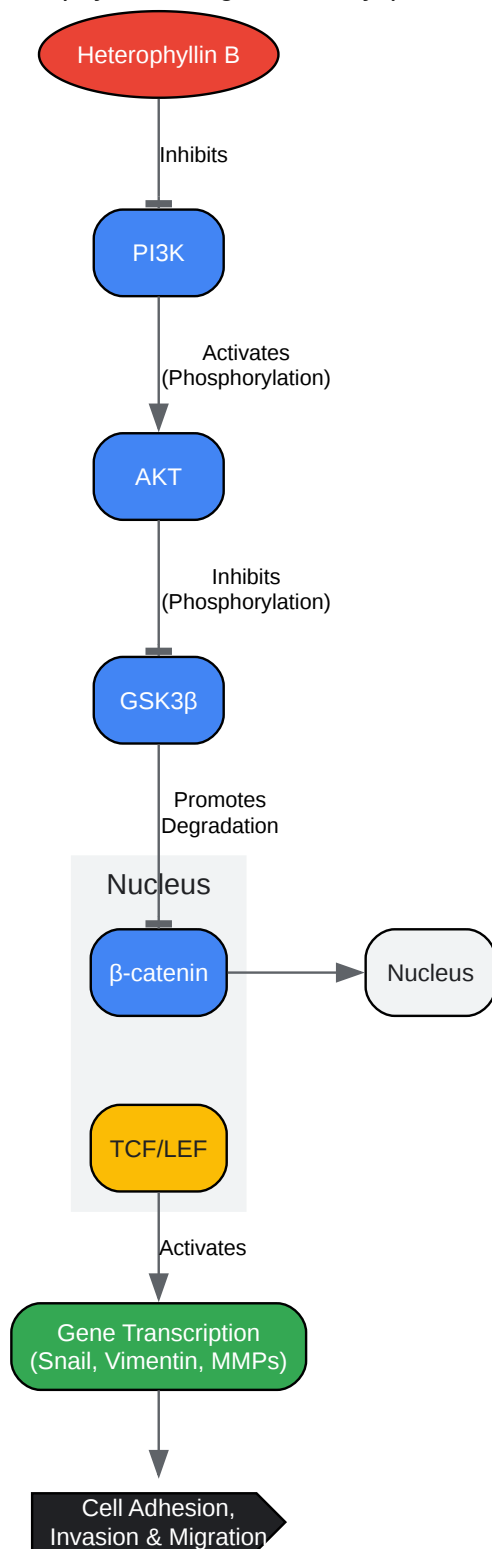 Heterophyllin B
Inhibits
PI3K
Activates
(Phosphorylation)
AKT
Inhibits
(Phosphorylation)
GSK3β
Promotes
Degradation
Nucleus
β-catenin
Nucleus
TCF/LEF
Activates
Gene Transcription
(Snail, Vimentin, MMPs)
Cell Adhesion,
Invasion & Migration